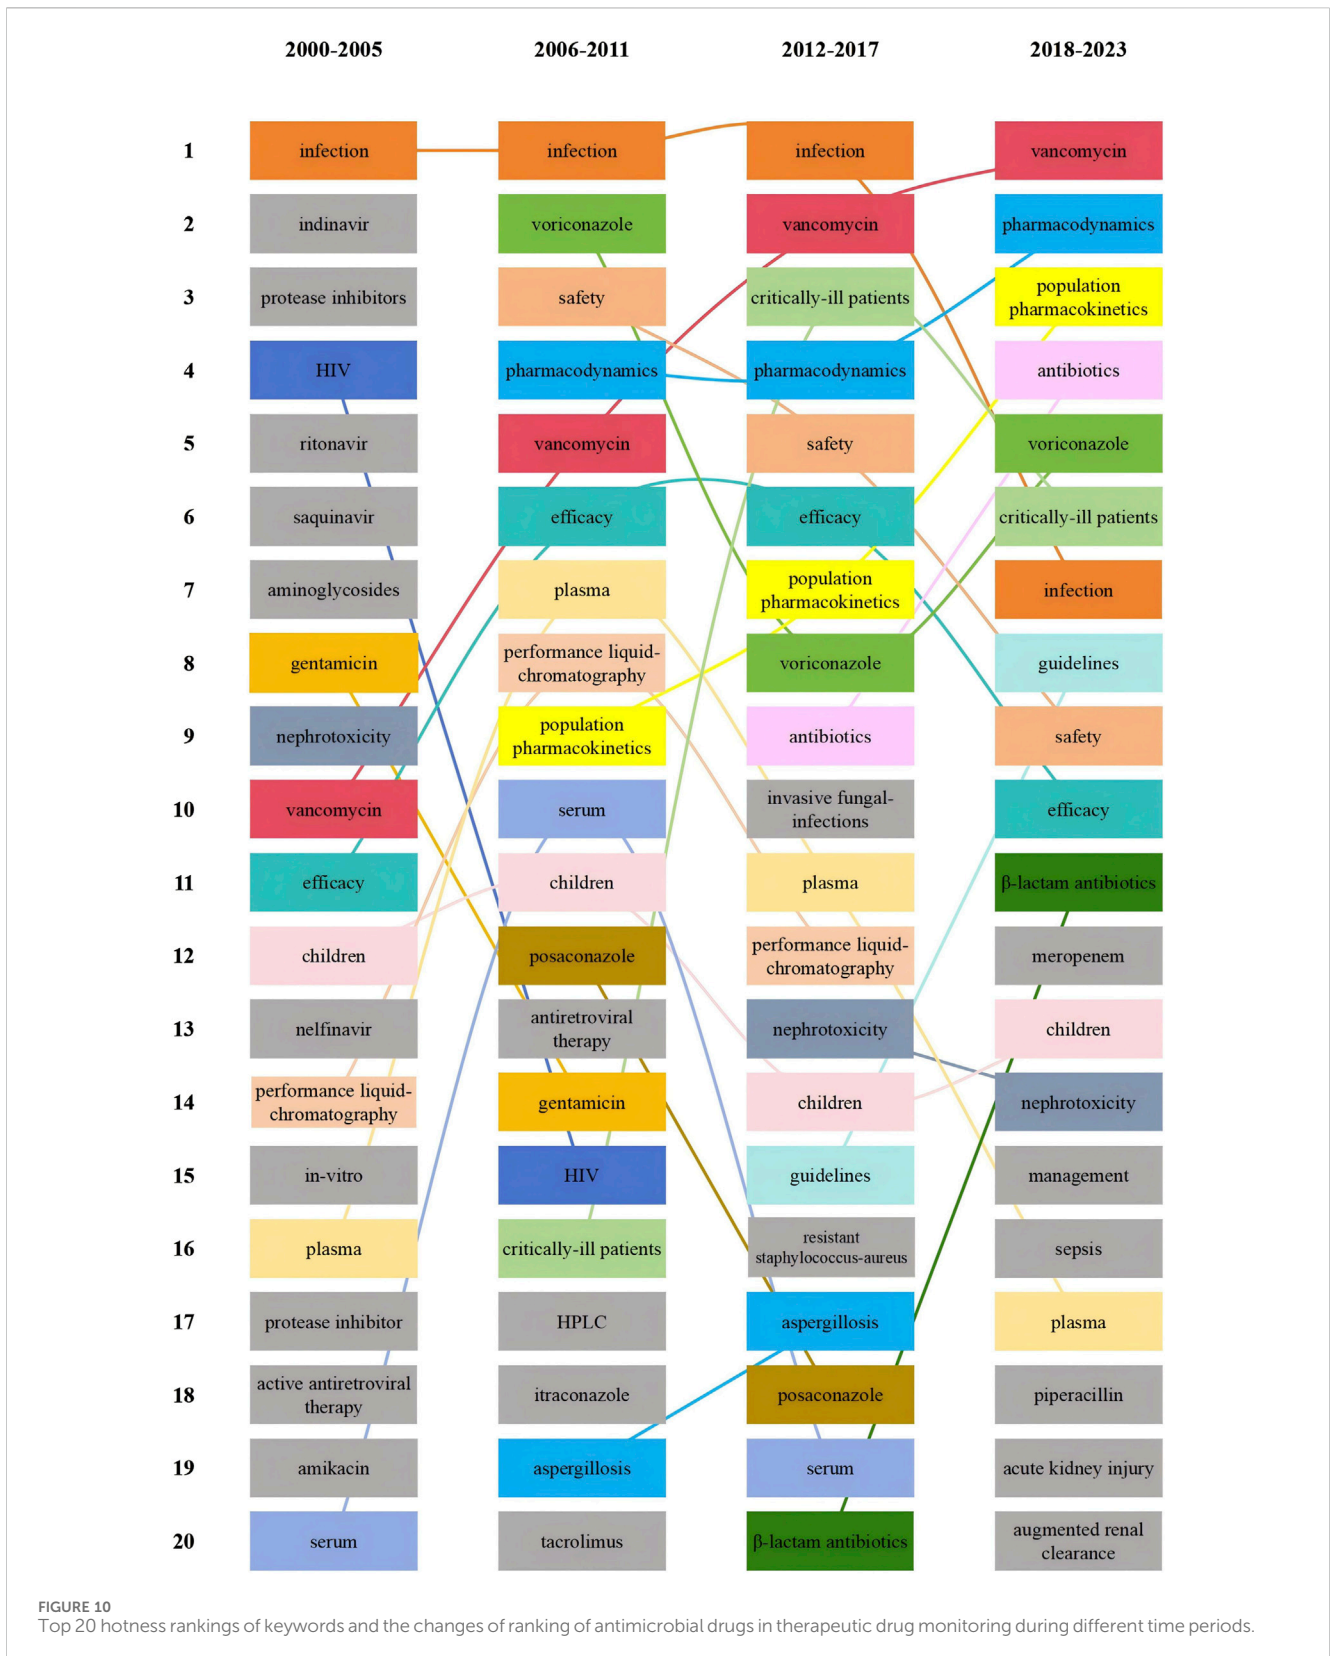 2000-2005 2006-2011 2012-2017 2018-2023
1 infection infection infection vancomycin
2 indinavir voriconazole vancomycin pharmacodynamics
3 protease inhibitors safety critically-ill patients population
pharmacokinetics
4 HIV pharmacodynamics pharmacodynamics antibiotics
5 ritonavir vancomycin safety voriconazole
6 saquinavir efficacy efficacy critically-ill patients
7 aminoglycosides plasma population
pharmacokinetics infection
8 gentamicin performance liquid-
chromatography voriconazole guidelines
9 nephrotoxicity population
pharmacokinetics antibiotics safety
10 vancomycin serum invasive fungal-
infections efficacy
11 efficacy children plasma β-lactam antibiotics
12 children posaconazole performance liquid-
chromatography meropenem
13 nelfinavir antiretroviral
therapy nephrotoxicity children
14 performance liquid-
chromatography gentamicin children nephrotoxicity
15 in-vitro HIV guidelines management
16 plasma critically-ill patients resistant
staphylococcus-aureus sepsis
17 protease inhibitor HPLC aspergillosis plasma
18 active antiretroviral
therapy itraconazole posaconazole piperacillin
19 amikacin aspergillosis serum acute kidney injury
20 serum tacrolimus β-lactam antibiotics augmented renal
clearance
FIGURE 10
Top 20 hotness rankings of keywords and the changes of ranking of antimicrobial drugs in therapeutic drug monitoring during different time periods.